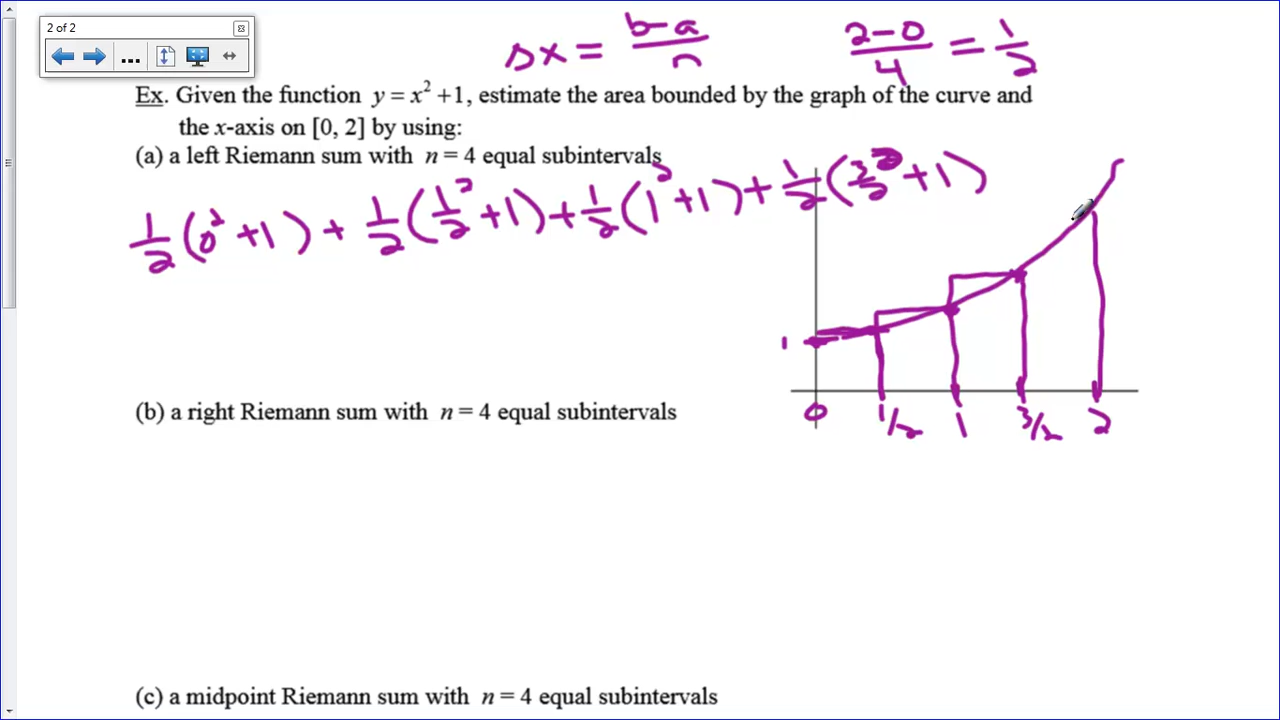 2 of 2
Δx = b-a/n    2-0/4 = 1/2
Ex. Given the function y = x² +1, estimate the area bounded by the graph of the curve and
the x-axis on [0, 2] by using:
(a) a left Riemann sum with n = 4 equal subintervals
1/2(0²+1) + 1/2(1/2²+1) + 1/2(1²+1) + 1/2(3/2²+1)
1
0 1/2 1 3/2 2
(b) a right Riemann sum with n = 4 equal subintervals
(c) a midpoint Riemann sum with n = 4 equal subintervals